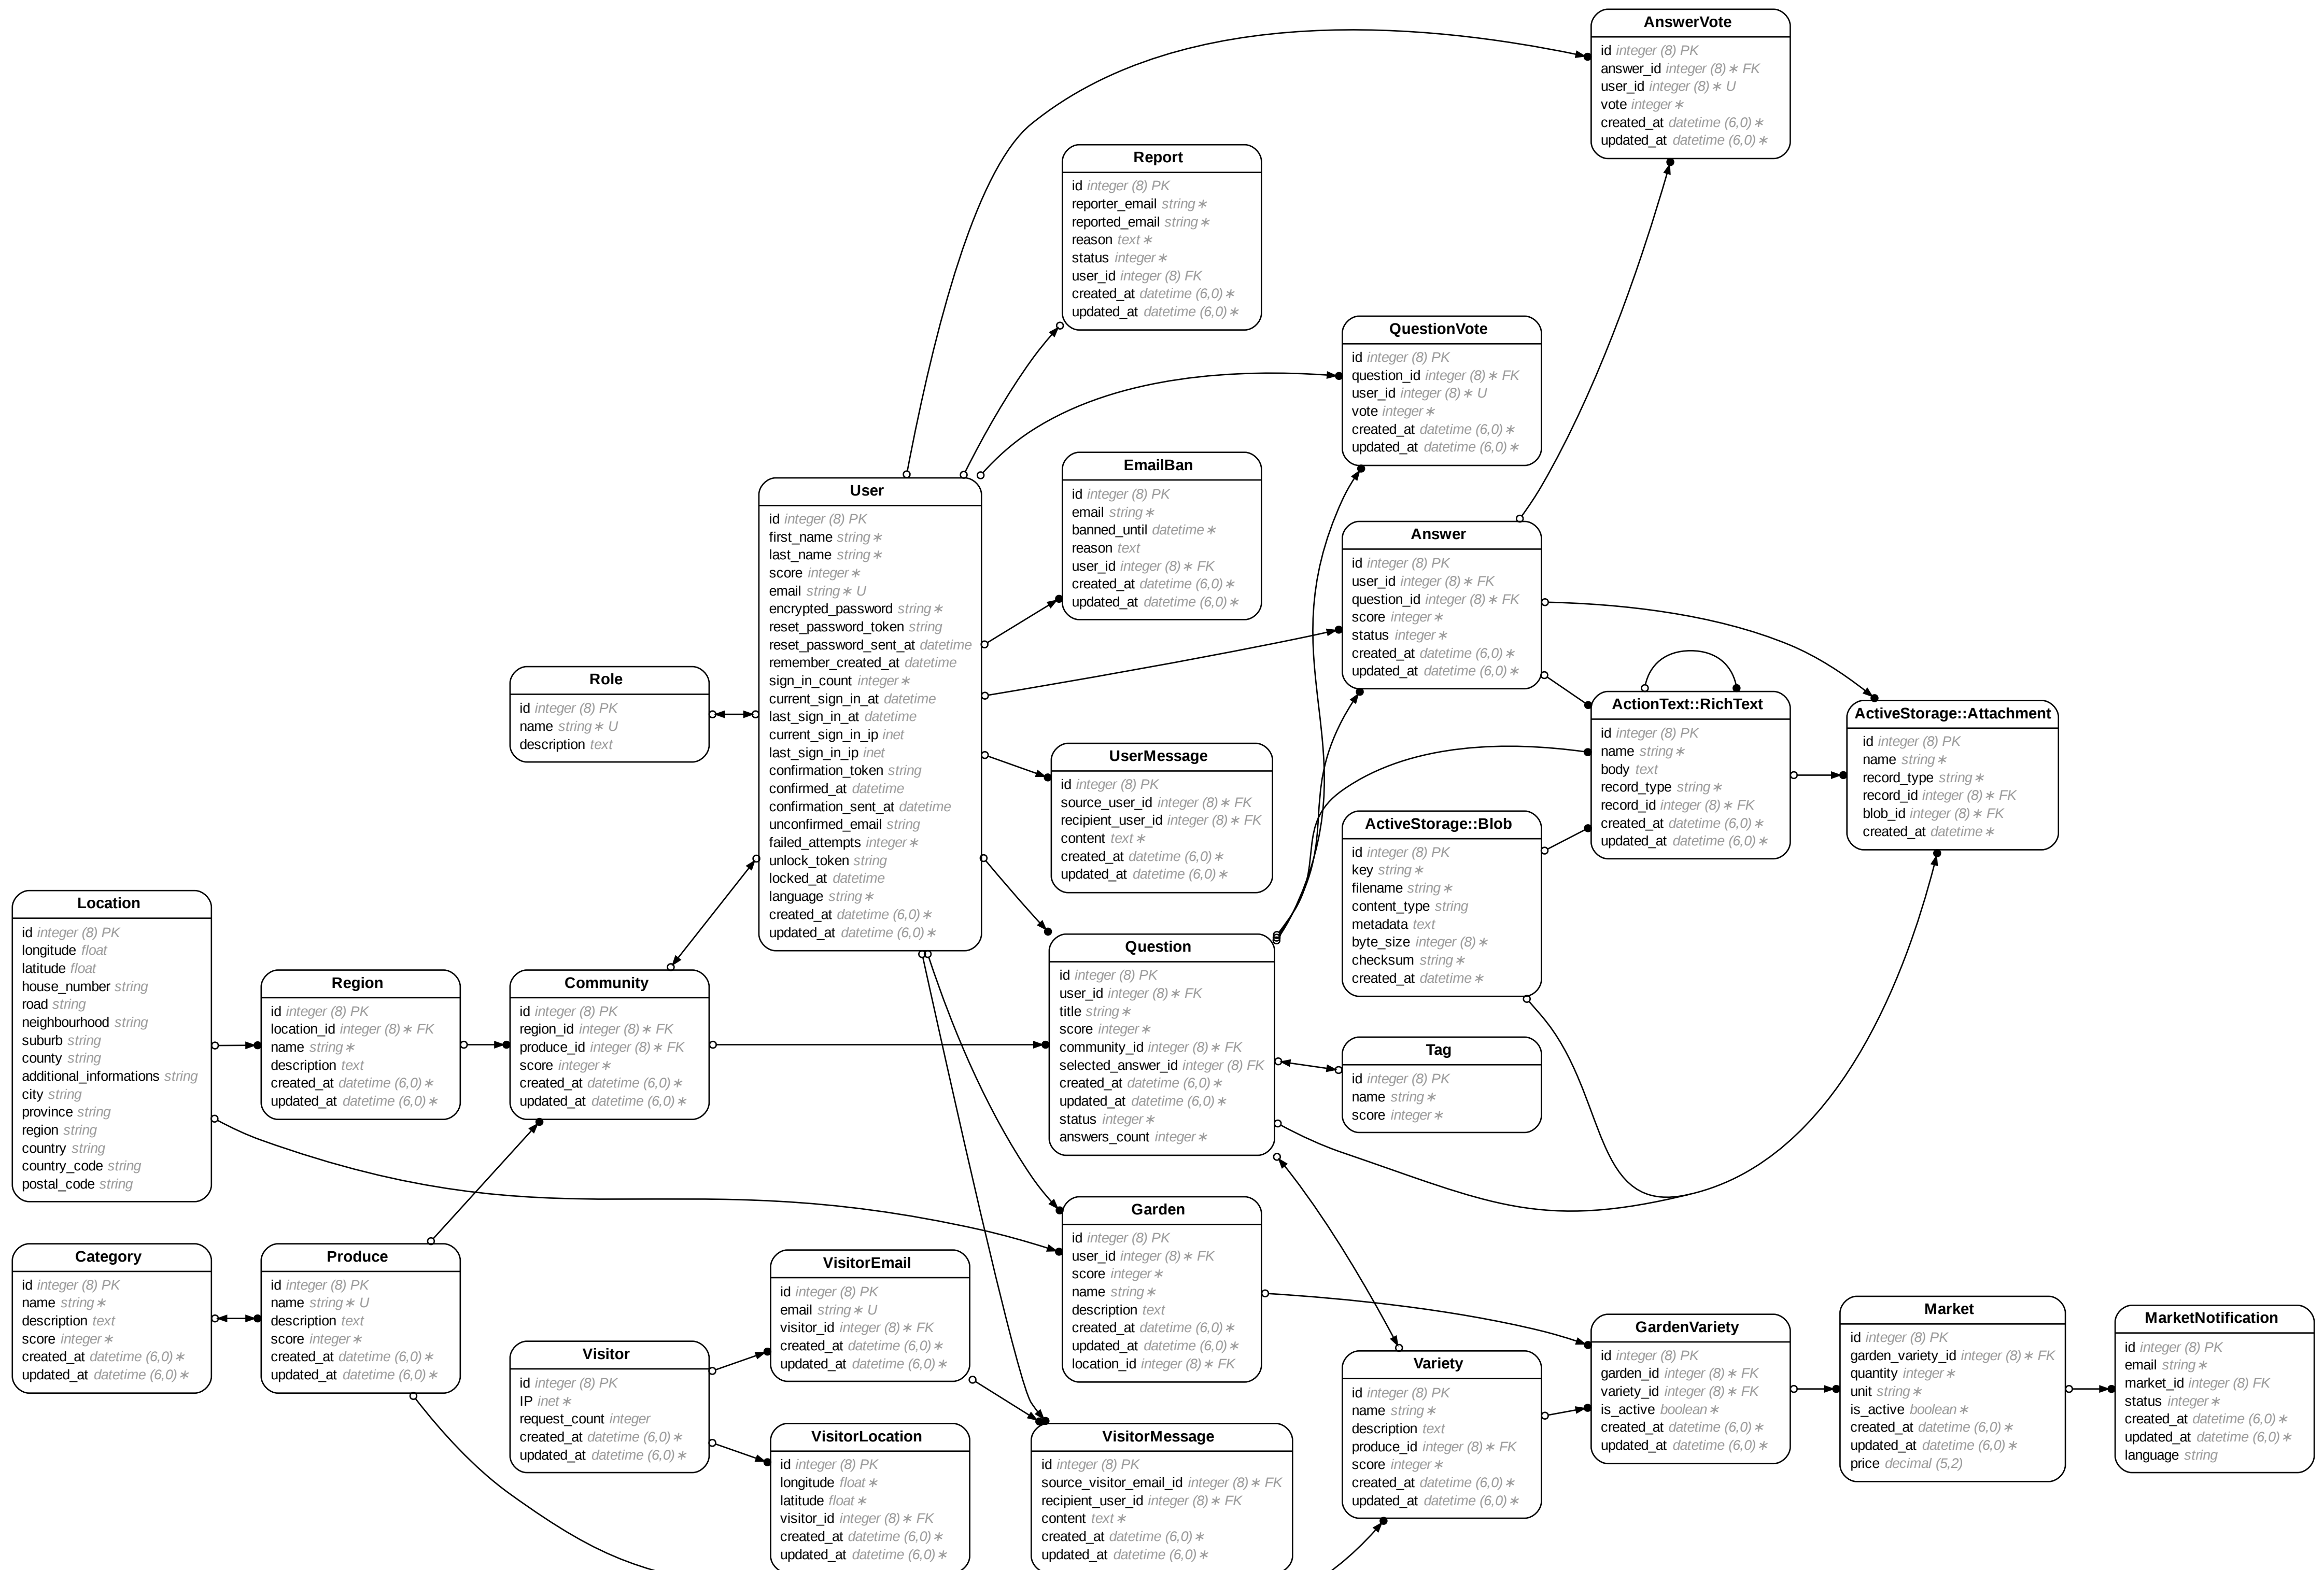 AnswerVote
id integer (8) PK
answer_id integer (8)∗ FK
user_id integer (8)∗ U
vote integer∗
created_at datetime (6,0)∗
updated_at datetime (6,0)∗
Report
id integer (8) PK
reporter_email string∗
reported_email string∗
reason text∗
status integer∗
user_id integer (8) FK
created_at datetime (6,0)∗
updated_at datetime (6,0)∗
QuestionVote
id integer (8) PK
question_id integer (8)∗ FK
user_id integer (8)∗ U
vote integer∗
created_at datetime (6,0)∗
updated_at datetime (6,0)∗
EmailBan
id integer (8) PK
email string∗
banned_until datetime∗
reason text
user_id integer (8)∗ FK
created_at datetime (6,0)∗
updated_at datetime (6,0)∗
User
id integer (8) PK
first_name string∗
last_name string∗
score integer∗
email string∗ U
encrypted_password string∗
reset_password_token string
reset_password_sent_at datetime
remember_created_at datetime
sign_in_count integer∗
current_sign_in_at datetime
last_sign_in_at datetime
current_sign_in_ip inet
last_sign_in_ip inet
confirmation_token string
confirmed_at datetime
confirmation_sent_at datetime
unconfirmed_email string
failed_attempts integer∗
unlock_token string
locked_at datetime
language string∗
created_at datetime (6,0)∗
updated_at datetime (6,0)∗
Answer
id integer (8) PK
user_id integer (8)∗ FK
question_id integer (8)∗ FK
score integer∗
status integer∗
created_at datetime (6,0)∗
updated_at datetime (6,0)∗
Role
id integer (8) PK
name string∗ U
description text
ActionText::RichText
id integer (8) PK
name string∗
body text
record_type string∗
record_id integer (8)∗ FK
created_at datetime (6,0)∗
updated_at datetime (6,0)∗
ActiveStorage::Attachment
id integer (8) PK
name string∗
record_type string∗
record_id integer (8)∗ FK
blob_id integer (8)∗ FK
created_at datetime∗
UserMessage
id integer (8) PK
source_user_id integer (8)∗ FK
recipient_user_id integer (8)∗ FK
content text∗
created_at datetime (6,0)∗
updated_at datetime (6,0)∗
ActiveStorage::Blob
id integer (8) PK
key string∗
filename string∗
content_type string
metadata text
byte_size integer (8)∗
checksum string∗
created_at datetime∗
Location
id integer (8) PK
longitude float
latitude float
house_number string
road string
neighbourhood string
suburb string
county string
additional_informations string
city string
province string
region string
country string
country_code string
postal_code string
Region
id integer (8) PK
location_id integer (8)∗ FK
name string∗
description text
created_at datetime (6,0)∗
updated_at datetime (6,0)∗
Community
id integer (8) PK
region_id integer (8)∗ FK
produce_id integer (8)∗ FK
score integer∗
created_at datetime (6,0)∗
updated_at datetime (6,0)∗
Question
id integer (8) PK
user_id integer (8)∗ FK
title string∗
score integer∗
community_id integer (8)∗ FK
selected_answer_id integer (8) FK
created_at datetime (6,0)∗
updated_at datetime (6,0)∗
status integer∗
answers_count integer∗
Tag
id integer (8) PK
name string∗
score integer∗
Category
id integer (8) PK
name string∗
description text
score integer∗
created_at datetime (6,0)∗
updated_at datetime (6,0)∗
Produce
id integer (8) PK
name string∗ U
description text
score integer∗
created_at datetime (6,0)∗
updated_at datetime (6,0)∗
Garden
id integer (8) PK
user_id integer (8)∗ FK
score integer∗
name string∗
description text
created_at datetime (6,0)∗
updated_at datetime (6,0)∗
location_id integer (8)∗ FK
VisitorEmail
id integer (8) PK
email string∗ U
visitor_id integer (8)∗ FK
created_at datetime (6,0)∗
updated_at datetime (6,0)∗
Visitor
id integer (8) PK
IP inet∗
request_count integer
created_at datetime (6,0)∗
updated_at datetime (6,0)∗
VisitorLocation
id integer (8) PK
longitude float∗
latitude float∗
visitor_id integer (8)∗ FK
created_at datetime (6,0)∗
updated_at datetime (6,0)∗
VisitorMessage
id integer (8) PK
source_visitor_email_id integer (8)∗ FK
recipient_user_id integer (8)∗ FK
content text∗
created_at datetime (6,0)∗
updated_at datetime (6,0)∗
Variety
id integer (8) PK
name string∗
description text
produce_id integer (8)∗ FK
score integer∗
created_at datetime (6,0)∗
updated_at datetime (6,0)∗
GardenVariety
id integer (8) PK
garden_id integer (8)∗ FK
variety_id integer (8)∗ FK
is_active boolean∗
created_at datetime (6,0)∗
updated_at datetime (6,0)∗
Market
id integer (8) PK
garden_variety_id integer (8)∗ FK
quantity integer∗
unit string∗
is_active boolean∗
created_at datetime (6,0)∗
updated_at datetime (6,0)∗
price decimal (5,2)
MarketNotification
id integer (8) PK
email string∗
market_id integer (8) FK
status integer∗
created_at datetime (6,0)∗
updated_at datetime (6,0)∗
language string